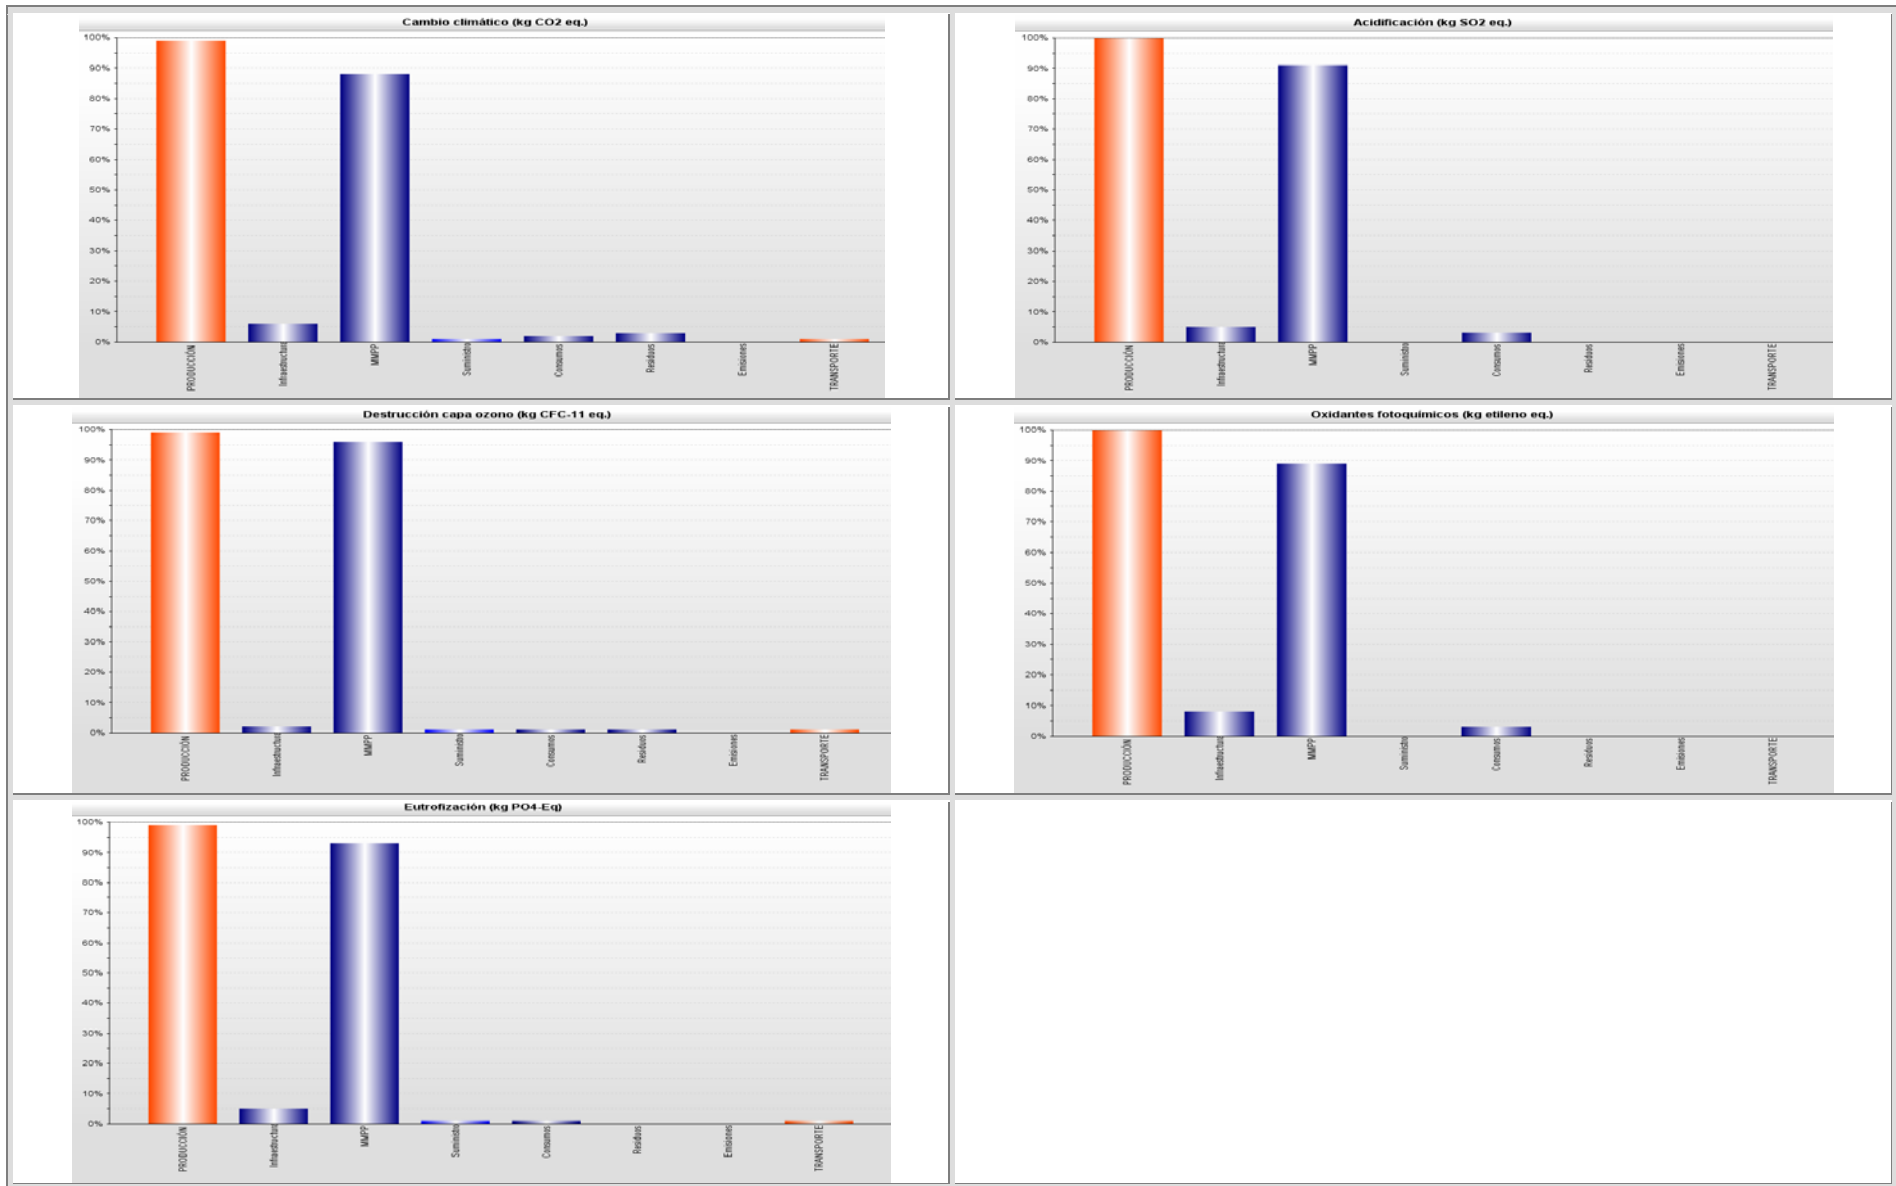 Cambio climático (kg CO2 eq.)
100%
90%
80%
70%
60%
50%
40%
30%
20%
10%
0%
PRODUCCIÓN
Infraestructura
MMPP
Suministro
Consumos
Residuos
Emisiones
TRANSPORTE
Acidificación (kg SO2 eq.)
100%
90%
80%
70%
60%
50%
40%
30%
20%
10%
0%
PRODUCCIÓN
Infraestructura
MMPP
Suministro
Consumos
Residuos
Emisiones
TRANSPORTE
Destrucción capa ozono (kg CFC-11 eq.)
100%
90%
80%
70%
60%
50%
40%
30%
20%
10%
0%
PRODUCCIÓN
Infraestructura
MMPP
Suministro
Consumos
Residuos
Emisiones
TRANSPORTE
Oxidantes fotoquímicos (kg etileno eq.)
100%
90%
80%
70%
60%
50%
40%
30%
20%
10%
0%
PRODUCCIÓN
Infraestructura
MMPP
Suministro
Consumos
Residuos
Emisiones
TRANSPORTE
Eutrofización (kg PO4-Eq)
100%
90%
80%
70%
60%
50%
40%
30%
20%
10%
0%
PRODUCCIÓN
Infraestructura
MMPP
Suministro
Consumos
Residuos
Emisiones
TRANSPORTE